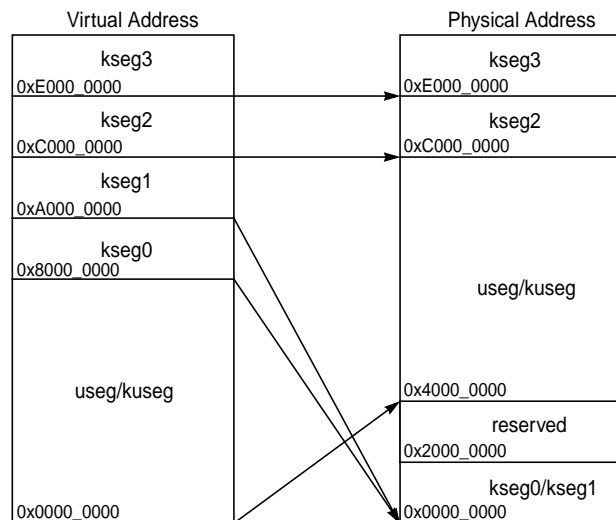 Virtual Address
kseg3
0xE000_0000
kseg2
0xC000_0000
kseg1
0xA000_0000
kseg0
0x8000_0000
useg/kuseg
0x0000_0000
Physical Address
kseg3
0xE000_0000
kseg2
0xC000_0000
useg/kuseg
0x4000_0000
reserved
0x2000_0000
kseg0/kseg1
0x0000_0000